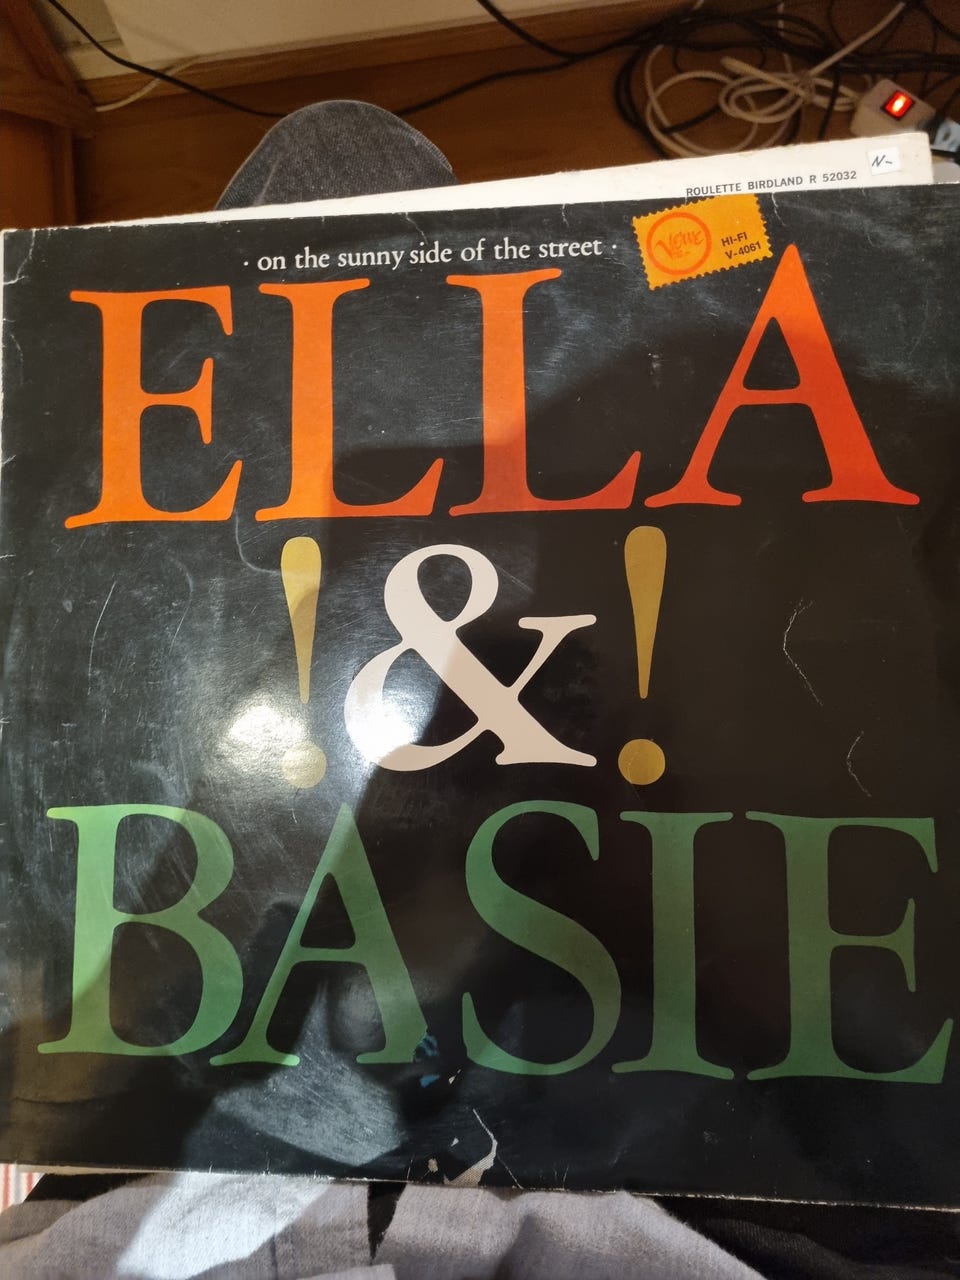 N-
ROULETTE BIRDLAND R 52032
· on the sunny side of the street ·
Verve
HI-FI
V-4061
ELLA
! & !
BASIE